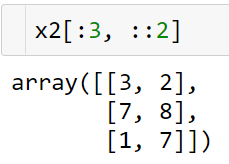 x2[:3, ::2]
array([[3, 2],
       [7, 8],
       [1, 7]])